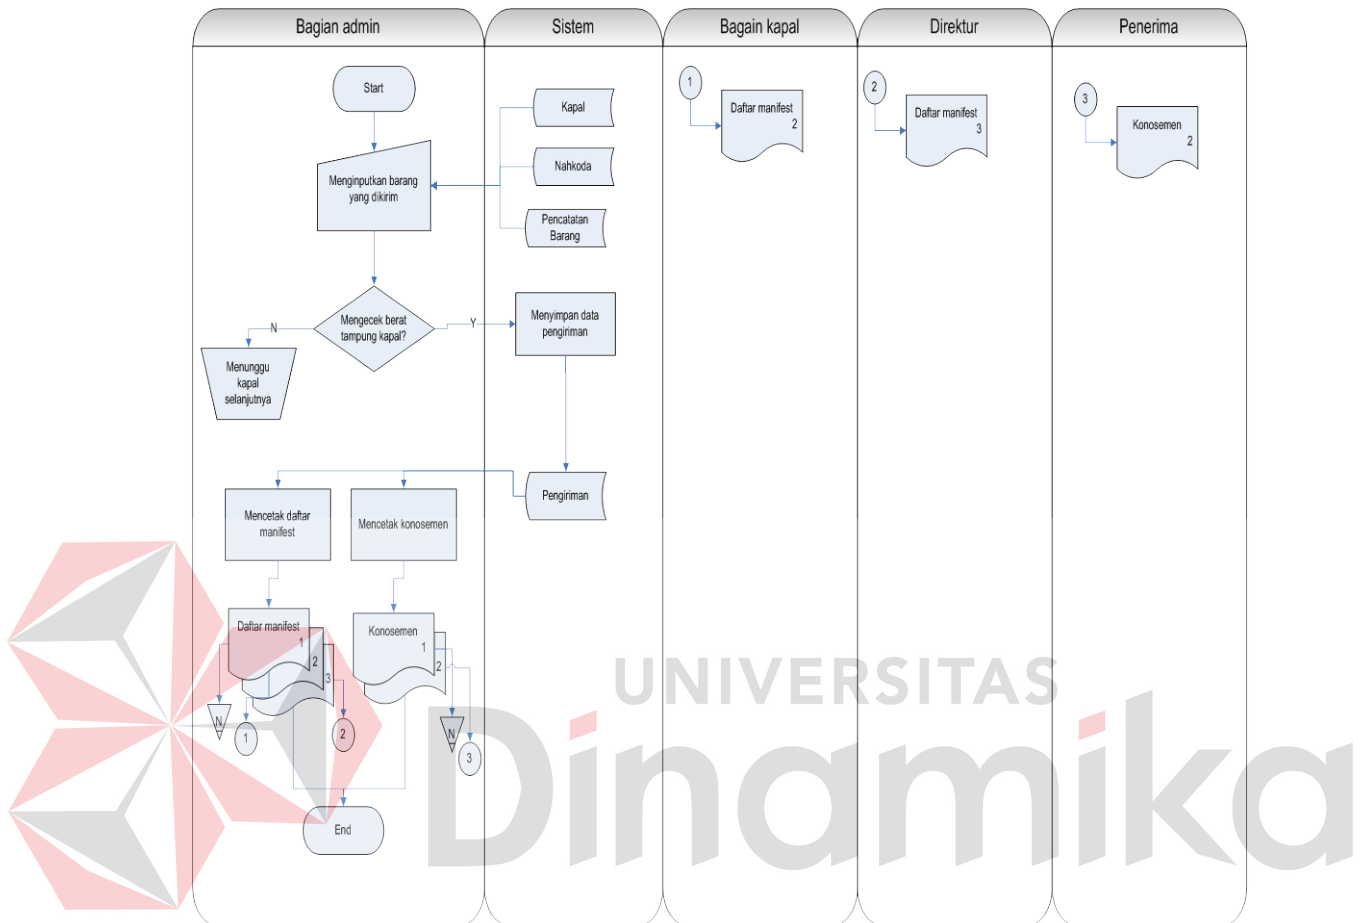 Bagian admin
Sistem
Bagain kapal
Direktur
Penerima
Start
Menginputkan barang
yang dikirim
Kapal
Nahkoda
Pencatatan
Barang
1
Daftar manifest
2
2
Daftar manifest
3
3
Konosemen
2
Mengecek berat
tampung kapal?
N
Y
Menunggu
kapal
selanjutnya
Menyimpan data
pengiriman
Pengiriman
Mencetak daftar
manifest
Mencetak konosemen
Daftar manifest
1
2
3
Konosemen
1
2
N
1
2
N
3
End
UNIVERSITAS
Dinamika